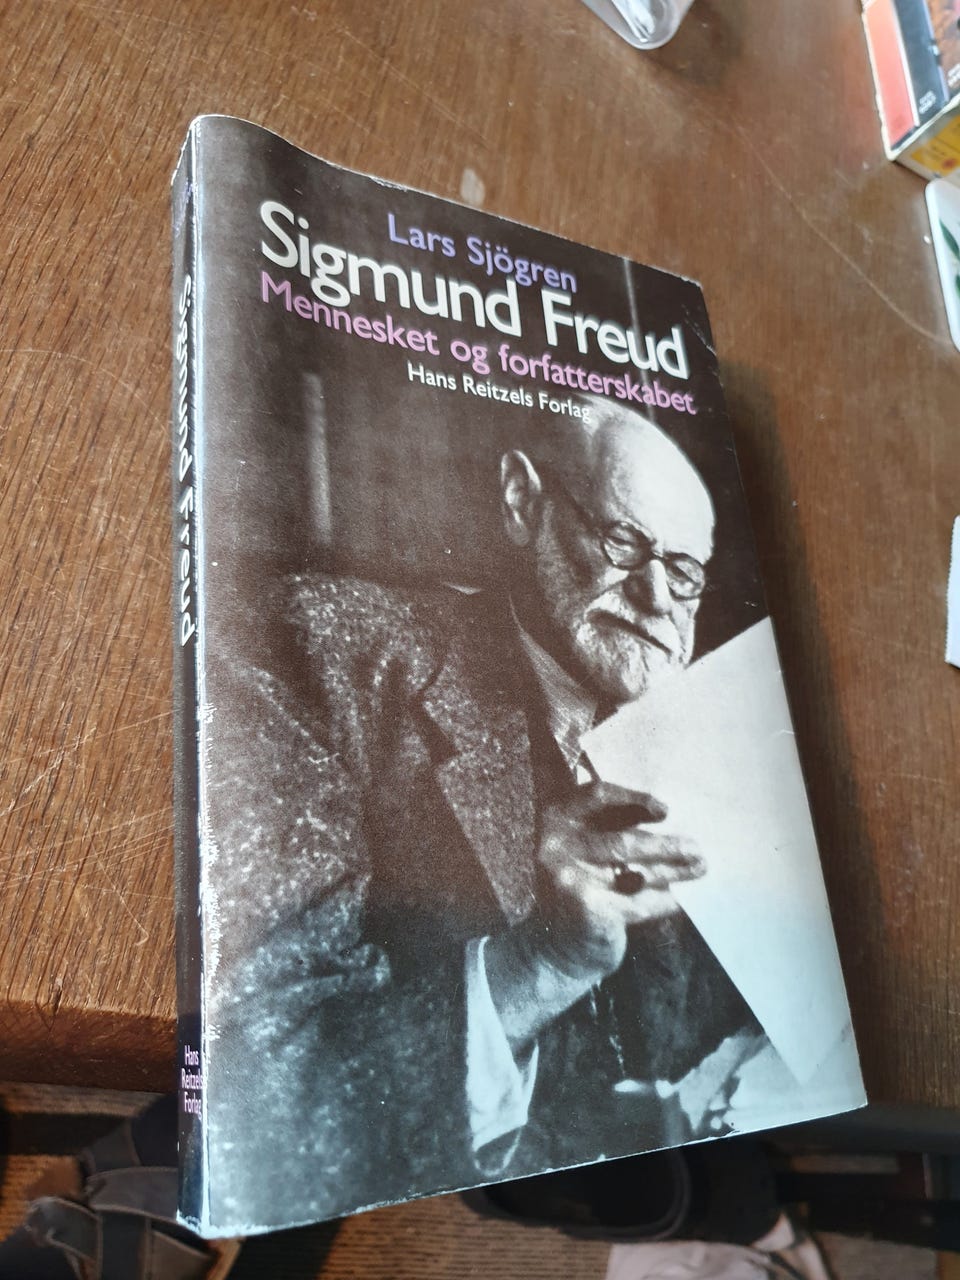 Lars Sjögren
Sigmund Freud
Mennesket og forfatterskabet
Hans Reitzels Forlag
Sigmund Freud
Hans
Reitzels
Forlag